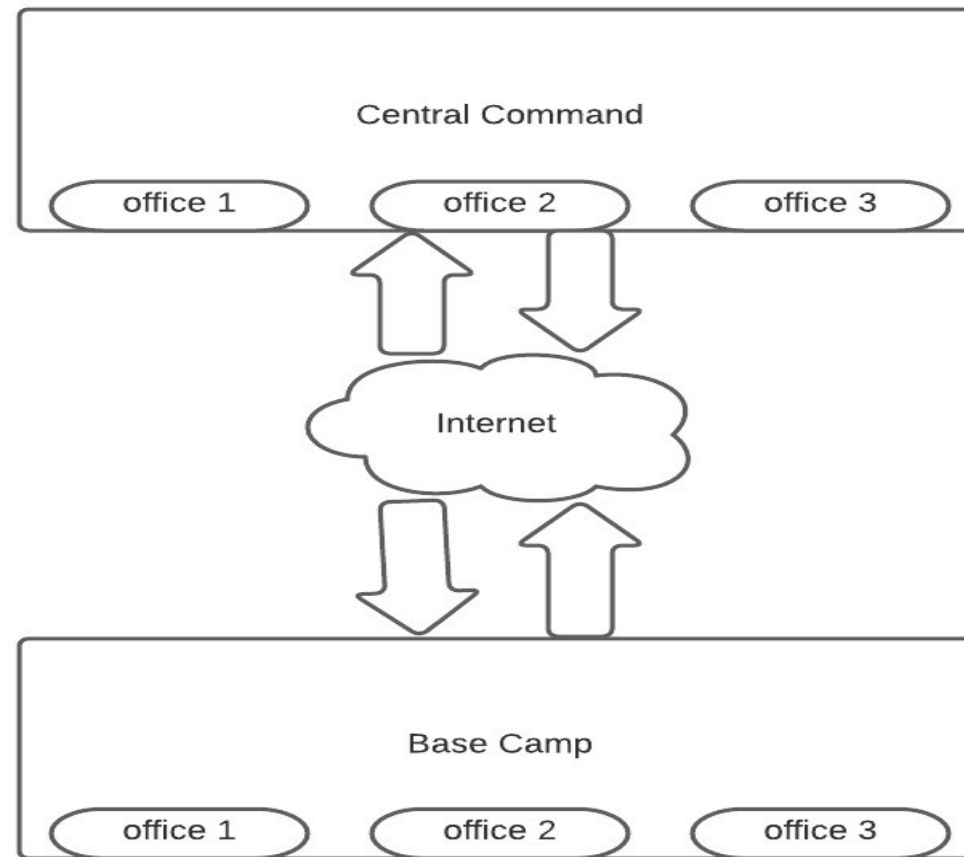 Central Command
office 1 office 2 office 3
Internet
Base Camp
office 1 office 2 office 3